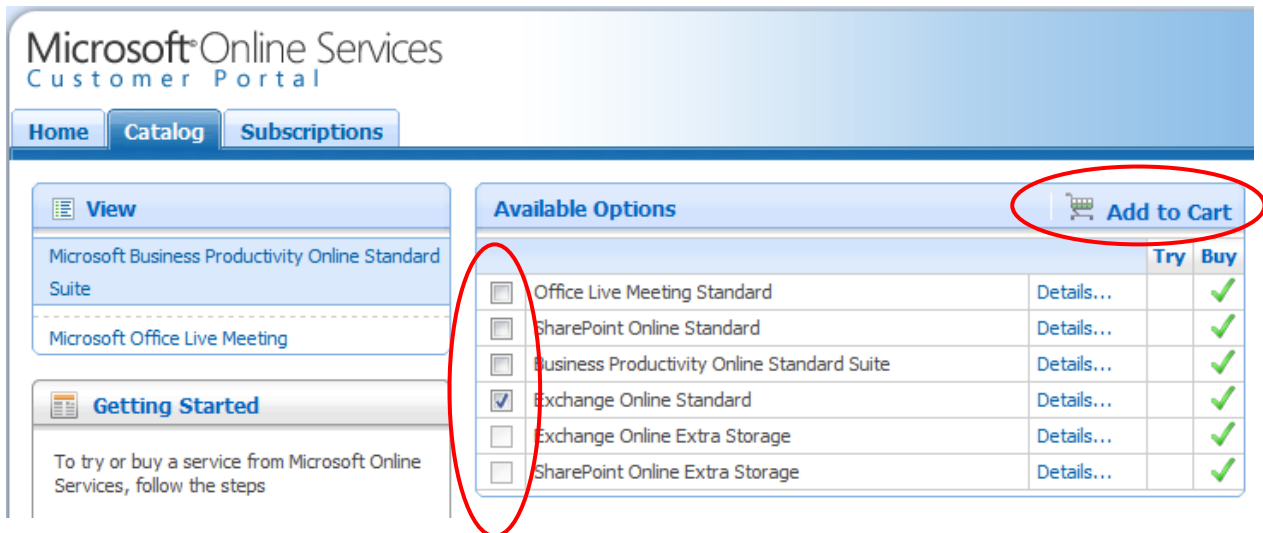 Microsoft® Online Services
Customer Portal
Home Catalog Subscriptions
View
Microsoft Business Productivity Online Standard
Suite
Microsoft Office Live Meeting
Getting Started
To try or buy a service from Microsoft Online
Services, follow the steps
Available Options Add to Cart
Try Buy
Office Live Meeting Standard Details...
SharePoint Online Standard Details...
Business Productivity Online Standard Suite Details...
Exchange Online Standard Details...
Exchange Online Extra Storage Details...
SharePoint Online Extra Storage Details...